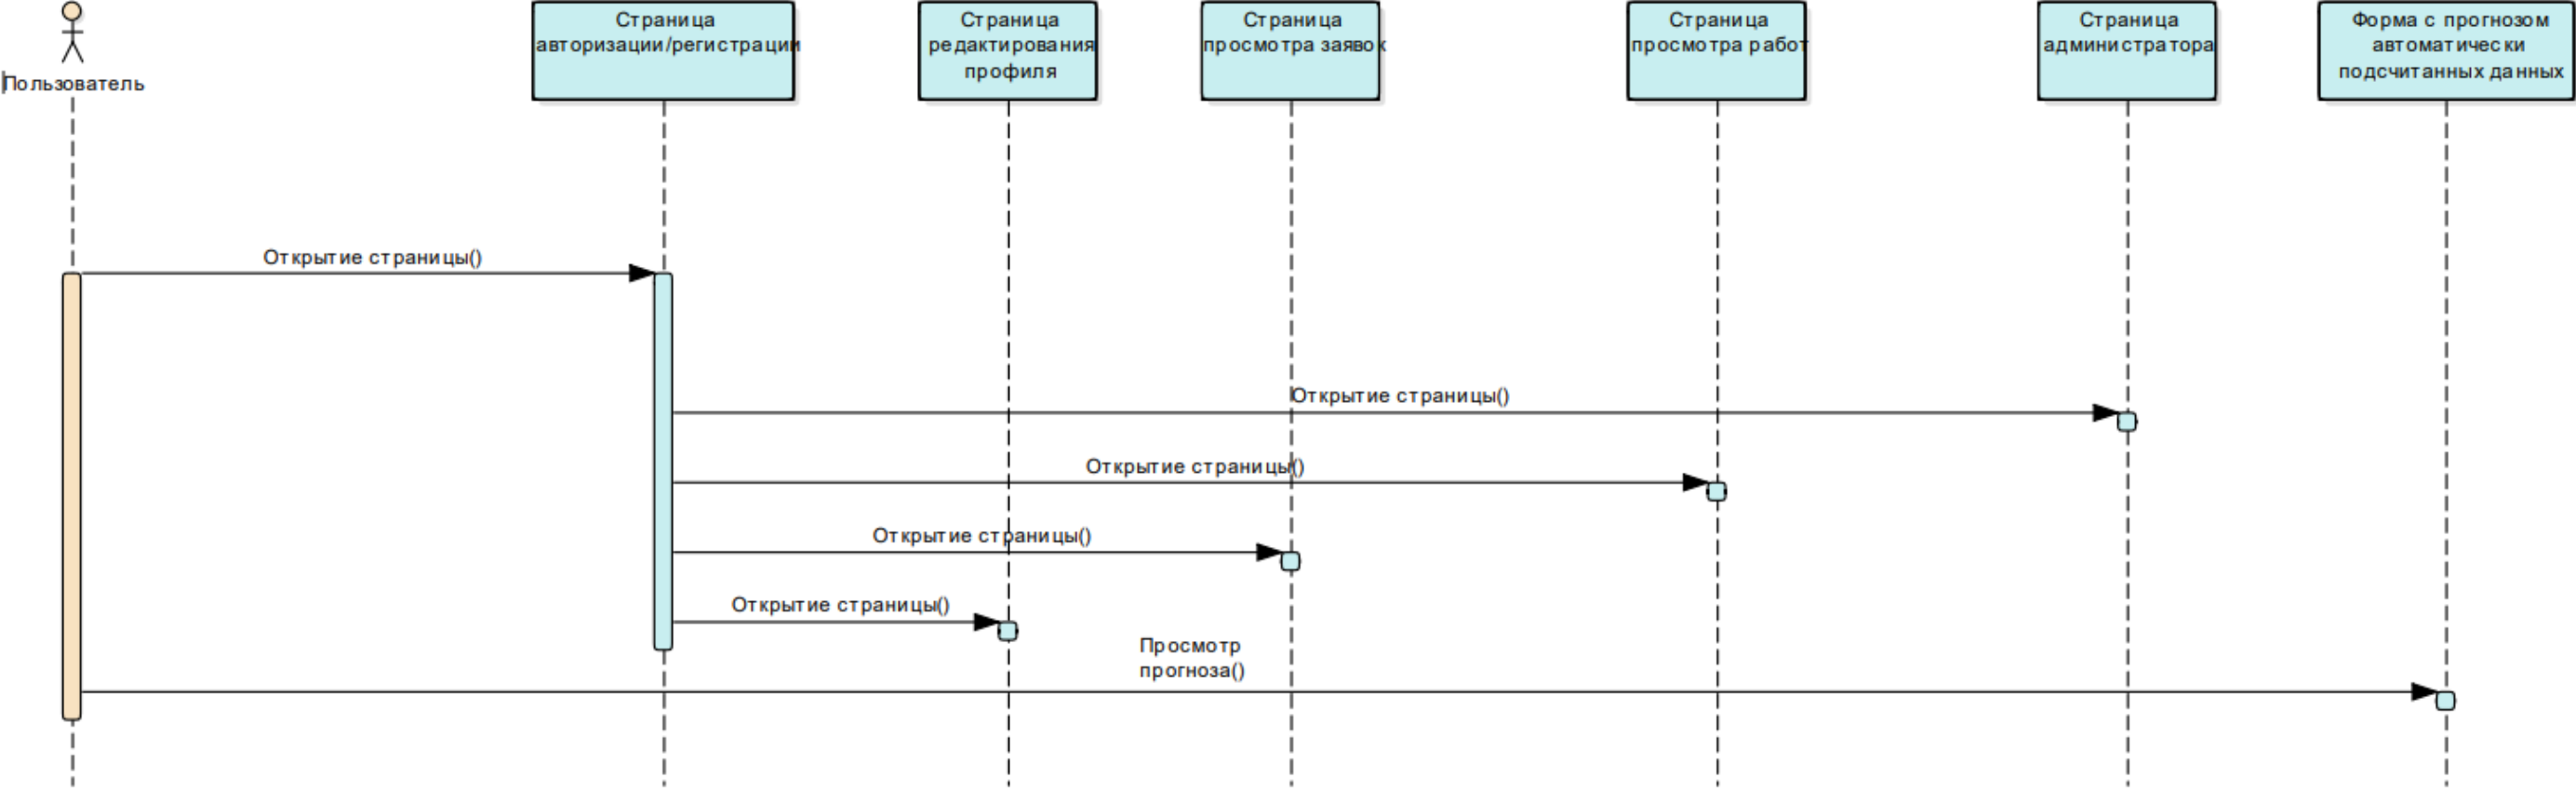 Пользователь
Страница
авторизации/регистрации
Страница
редактирования
профиля
Страница
просмотра заявок
Страница
просмотра работ
Страница
администратора
Форма с прогнозом
автоматически
подсчитанных данных
Открытие страницы()
Открытие страницы()
Открытие страницы()
Открытие страницы()
Открытие страницы()
Просмотр
прогноза()